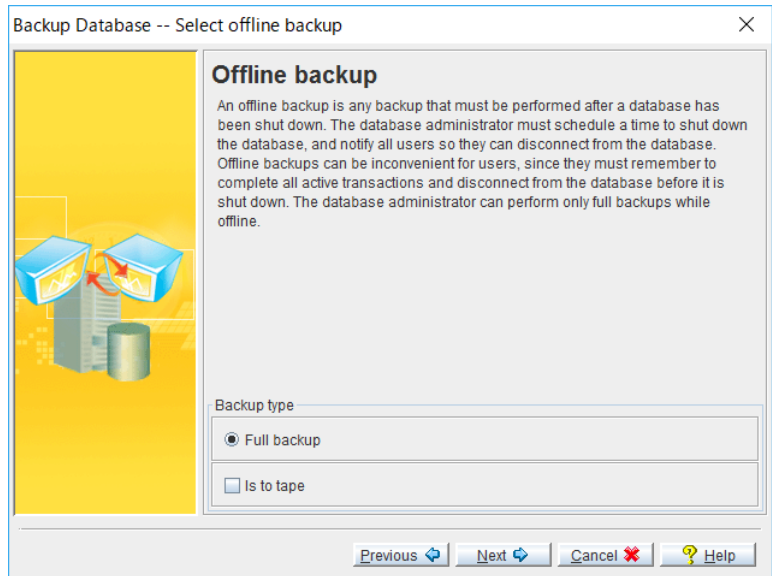 Backup Database -- Select offline backup
Offline backup
An offline backup is any backup that must be performed after a database has
been shut down. The database administrator must schedule a time to shut down
the database, and notify all users so they can disconnect from the database.
Offline backups can be inconvenient for users, since they must remember to
complete all active transactions and disconnect from the database before it is
shut down. The database administrator can perform only full backups while
offline.
Backup type
Full backup
Is to tape
Previous Next Cancel Help